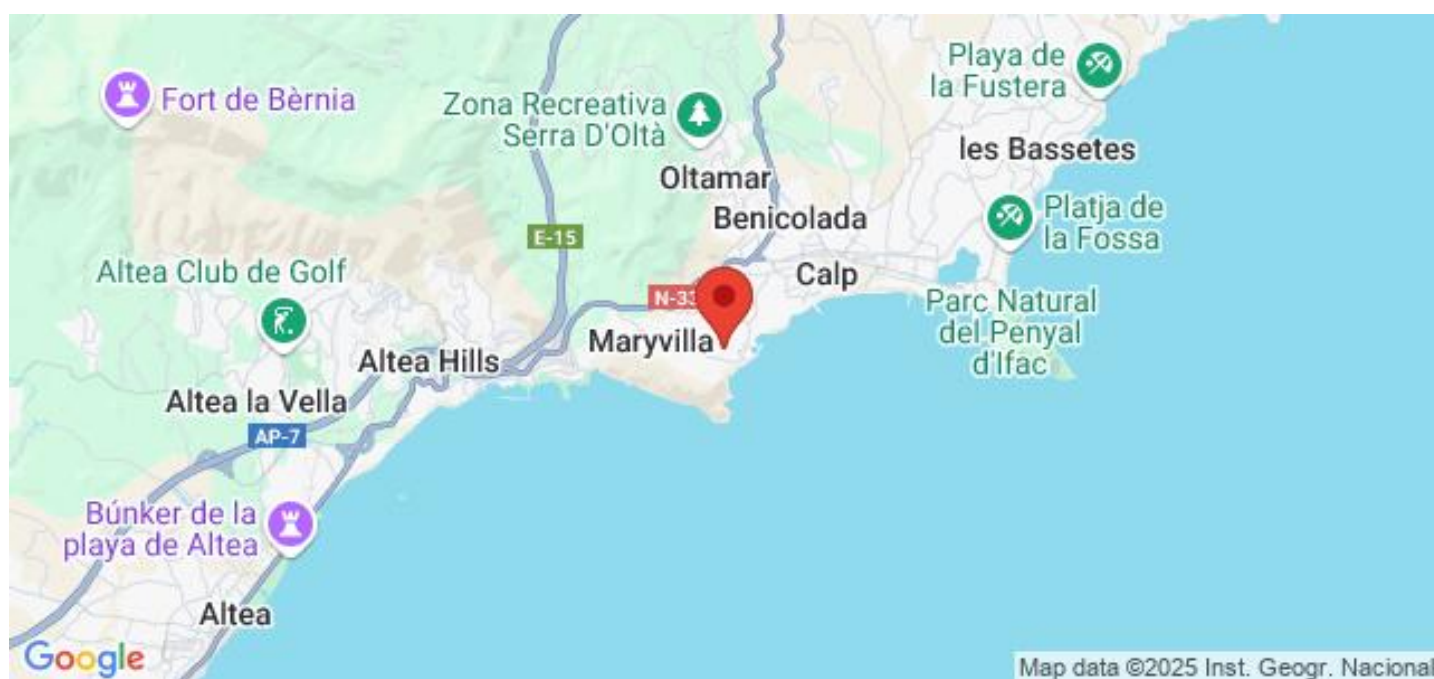 Playa de
la Fustera
Fort de Bèrnia
Zona Recreativa
Serra D'Oltà
les Bassetes
Oltamar
Benicolada
Platja de
la Fossa
E-15
Altea Club de Golf
Calp
N-33
Parc Natural
del Penyal
d'Ifac
Maryvilla
Altea Hills
Altea la Vella
AP-7
Búnker de la
playa de Altea
Altea
Google
Map data ©2025 Inst. Geogr. Nacional